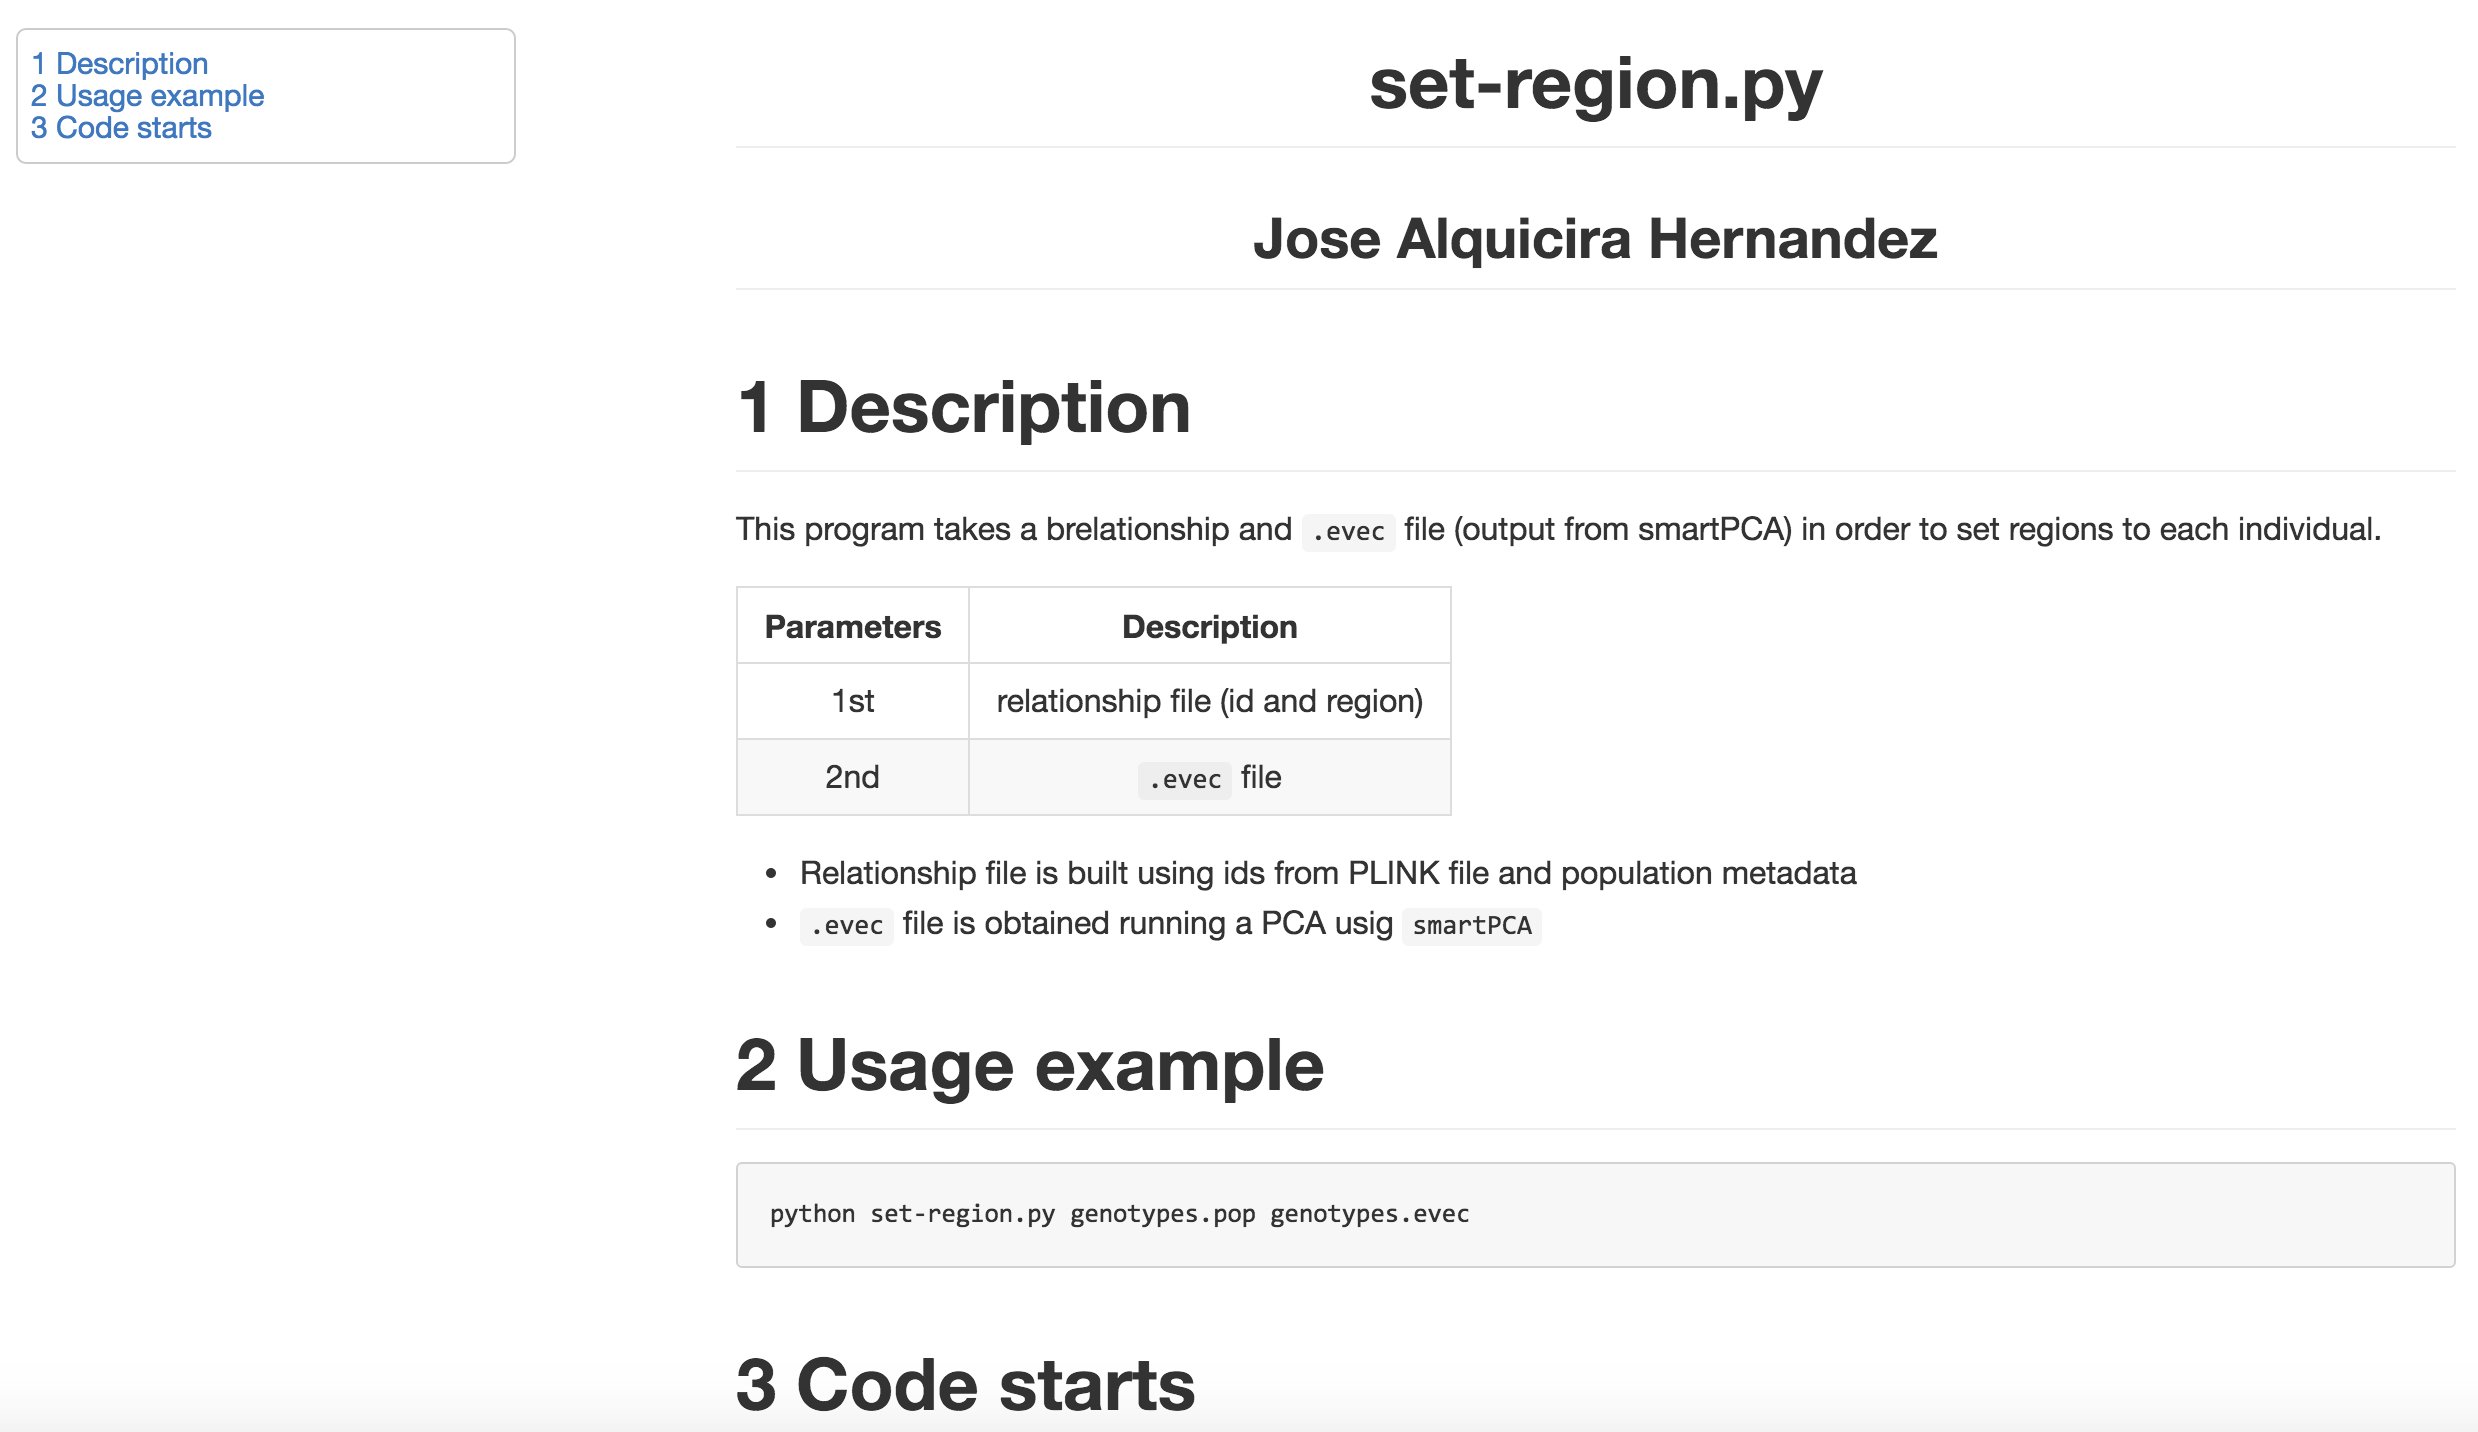 1 Description
2 Usage example
3 Code starts
set-region.py
Jose Alquicira Hernandez
1 Description
This program takes a brelationship and .evec file (output from smartPCA) in order to set regions to each individual.
Parameters Description
1st relationship file (id and region)
2nd .evec file
• Relationship file is built using ids from PLINK file and population metadata
• .evec file is obtained running a PCA usig smartPCA
2 Usage example
python set-region.py genotypes.pop genotypes.evec
3 Code starts